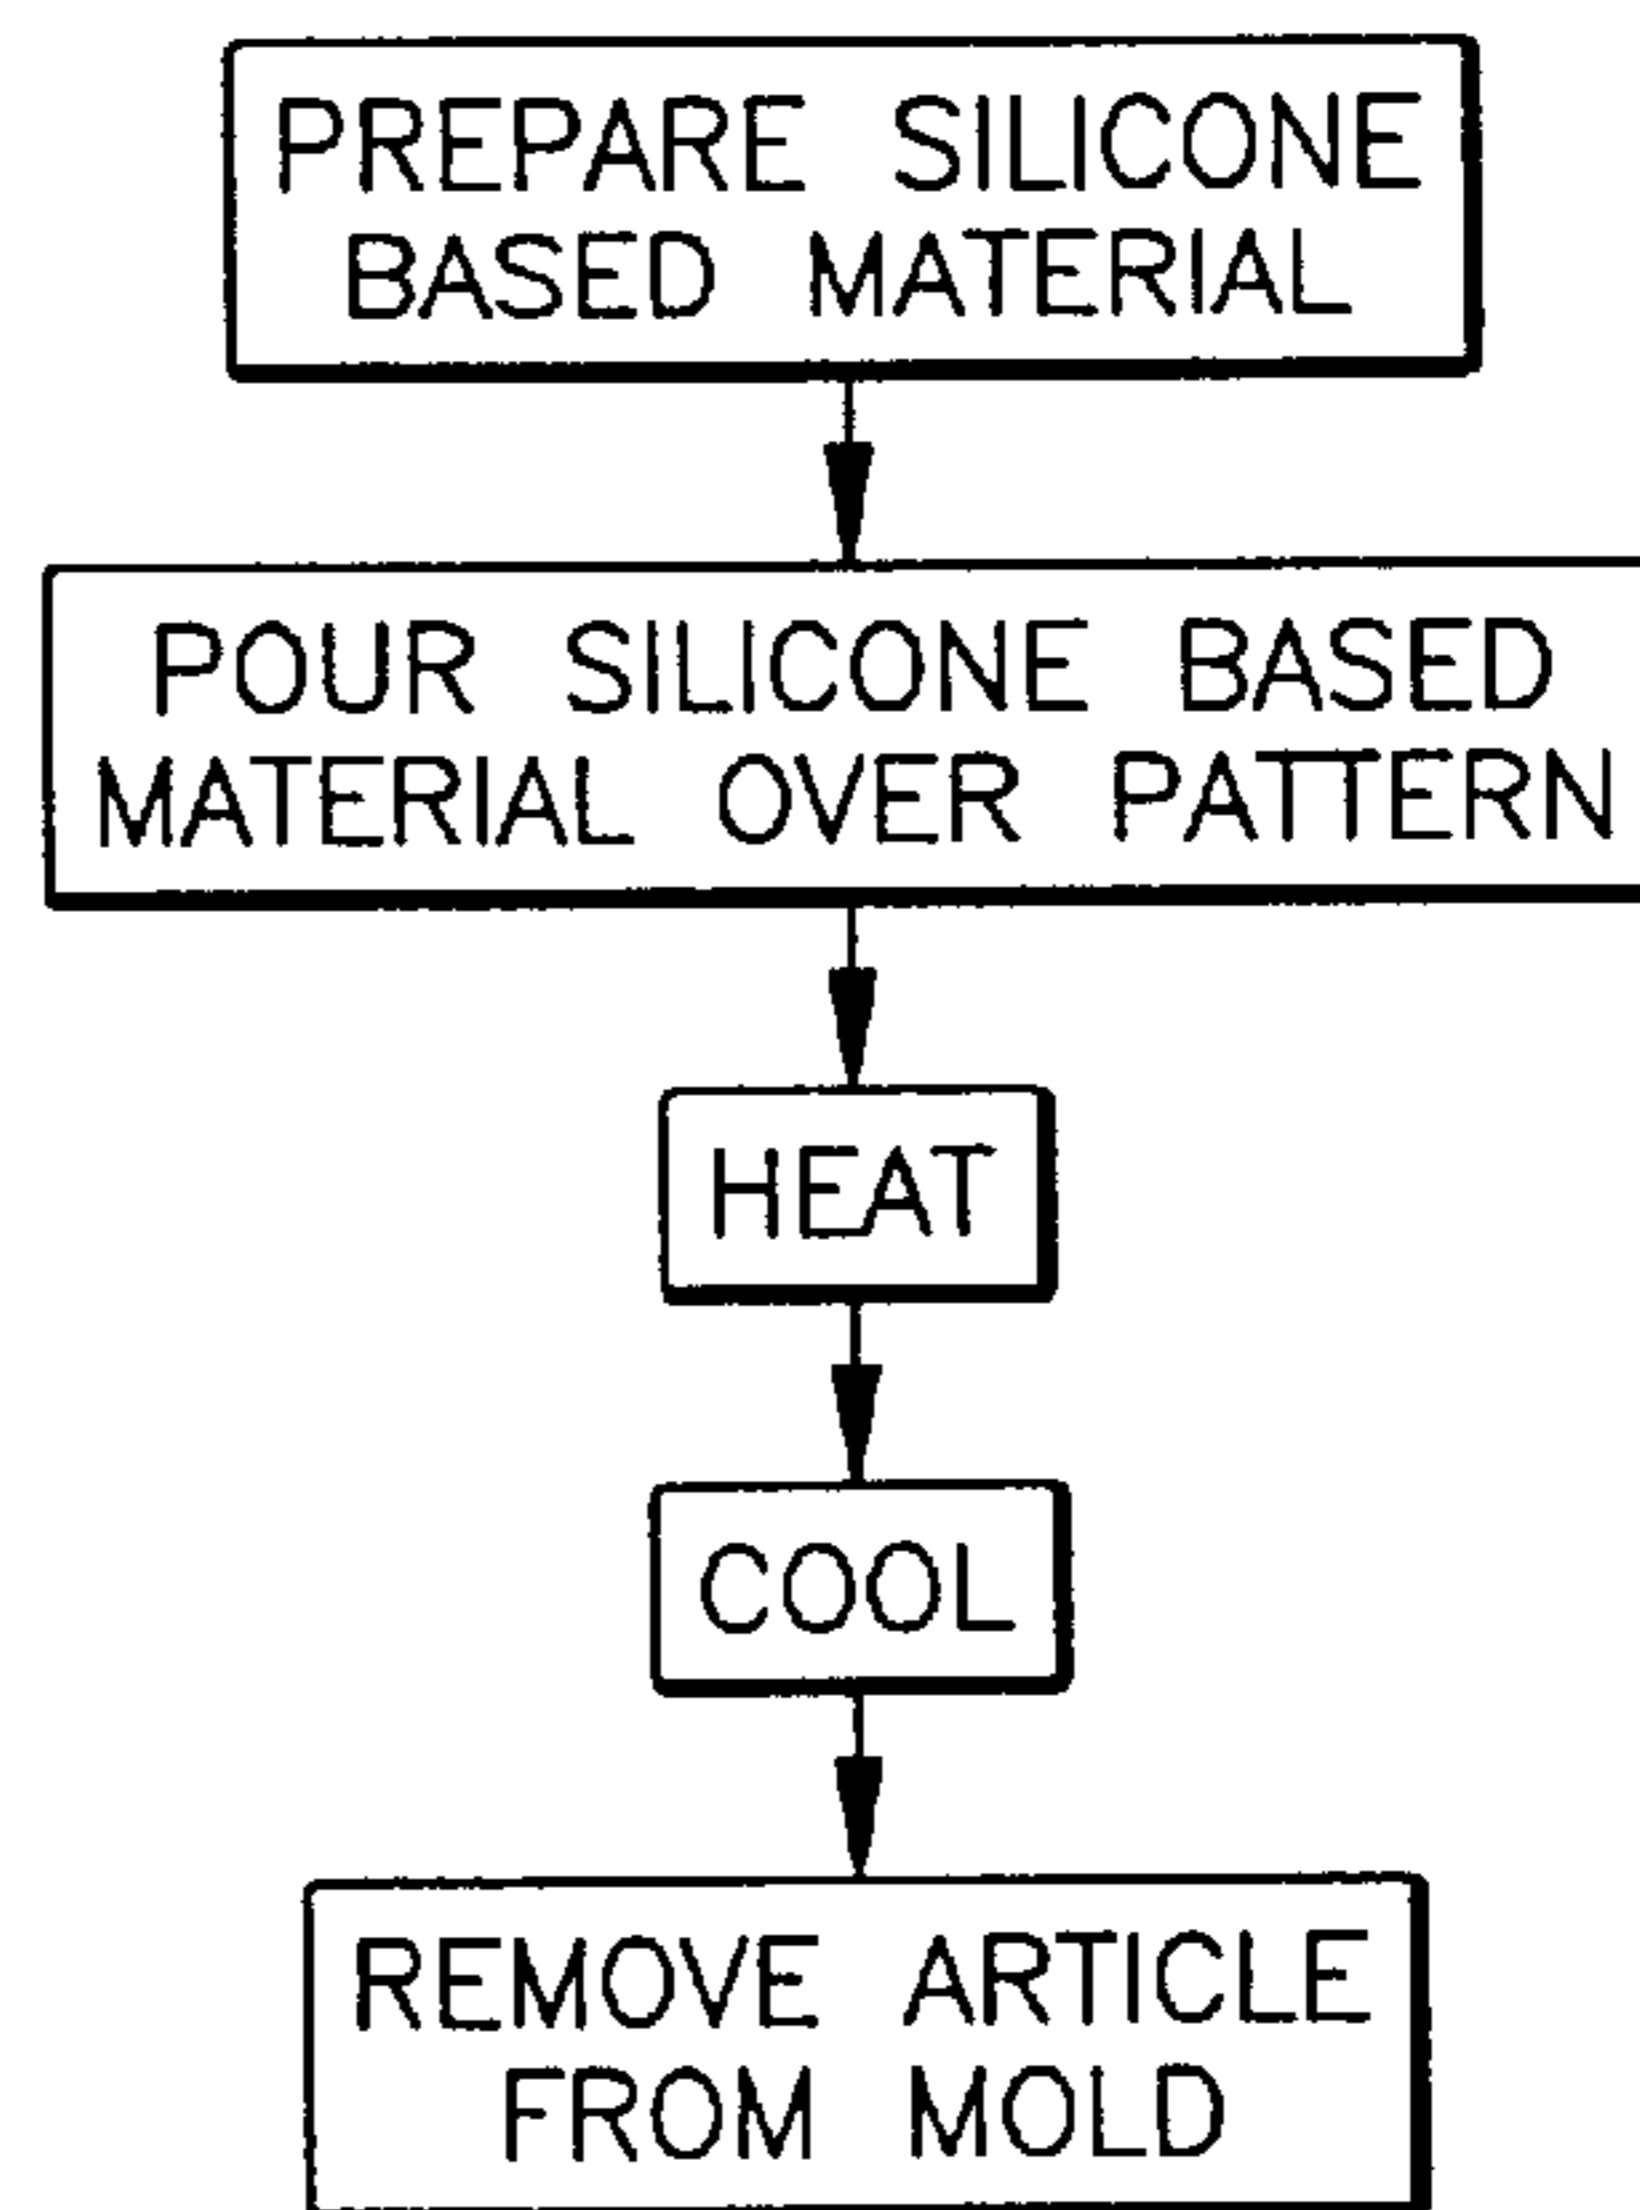 PREPARE SILICONE
BASED MATERIAL
POUR SILICONE BASED
MATERIAL OVER PATTERN
HEAT
COOL
REMOVE ARTICLE
FROM MOLD